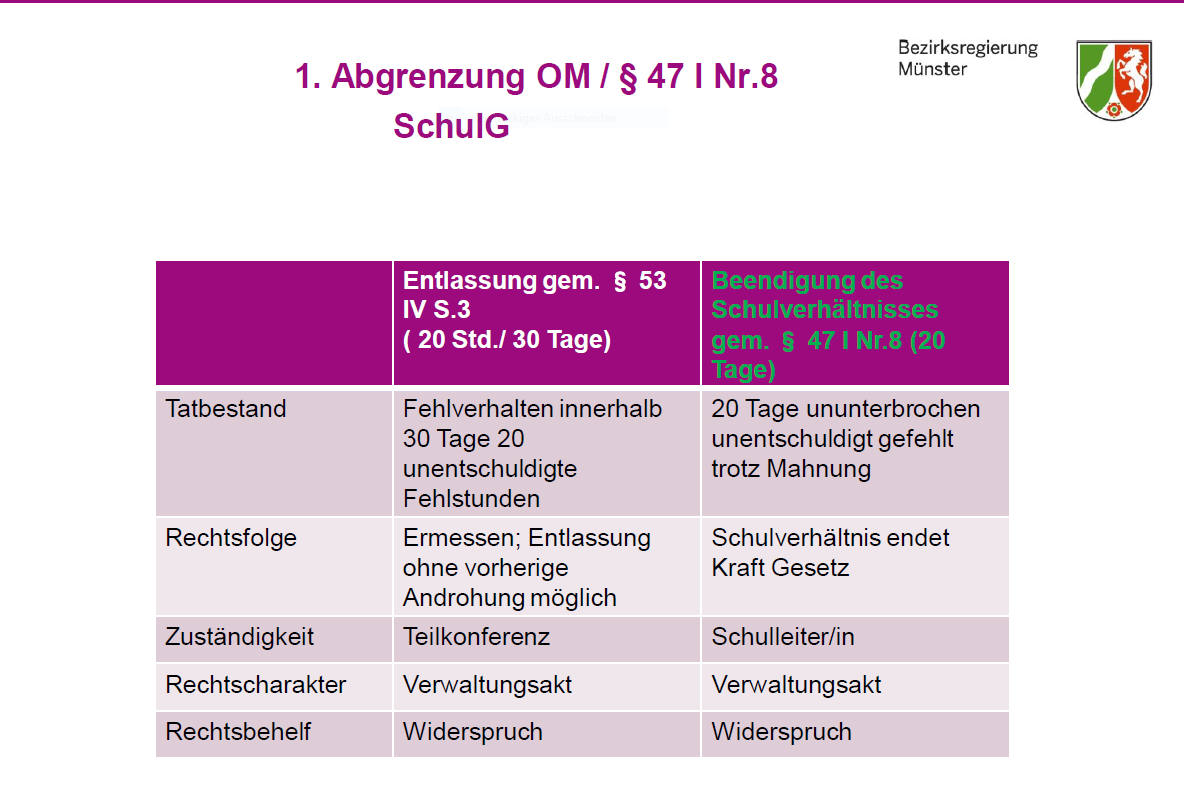 Bezirksregierung
Münster
1. Abgrenzung OM / § 47 I Nr.8
SchulG
Entlassung gem. § 53
IV S.3
( 20 Std./ 30 Tage)
Beendigung des
Schulverhältnisses
gem. § 47 I Nr.8 (20
Tage)
Tatbestand
Fehlverhalten innerhalb
30 Tage 20
unentschuldigte
Fehlstunden
20 Tage ununterbrochen
unentschuldigt gefehlt
trotz Mahnung
Rechtsfolge
Ermessen; Entlassung
ohne vorherige
Androhung möglich
Schulverhältnis endet
Kraft Gesetz
Zuständigkeit
Teilkonferenz
Schulleiter/in
Rechtscharakter
Verwaltungsakt
Verwaltungsakt
Rechtsbehelf
Widerspruch
Widerspruch